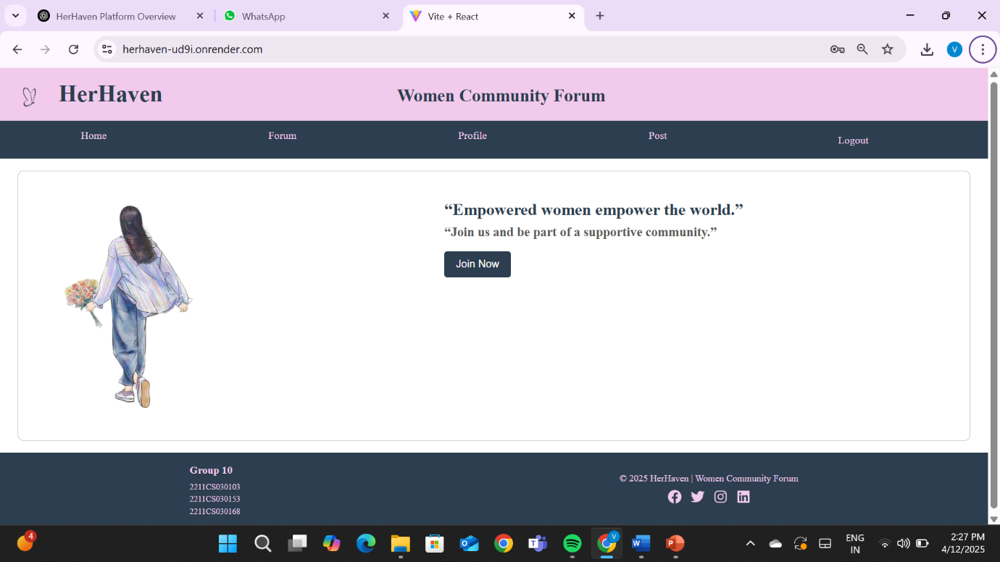 HerHaven Platform Overview
WhatsApp
Vite + React
herhaven-ud9i.onrender.com
V
HerHaven
Women Community Forum
Home Forum Profile Post Logout
“Empowered women empower the world.”
“Join us and be part of a supportive community.”
Join Now
Group 10
2211CS030103
2211CS030153
2211CS030168
© 2025 HerHaven | Women Community Forum
4
V
ENG
IN
2:27 PM
4/12/2025